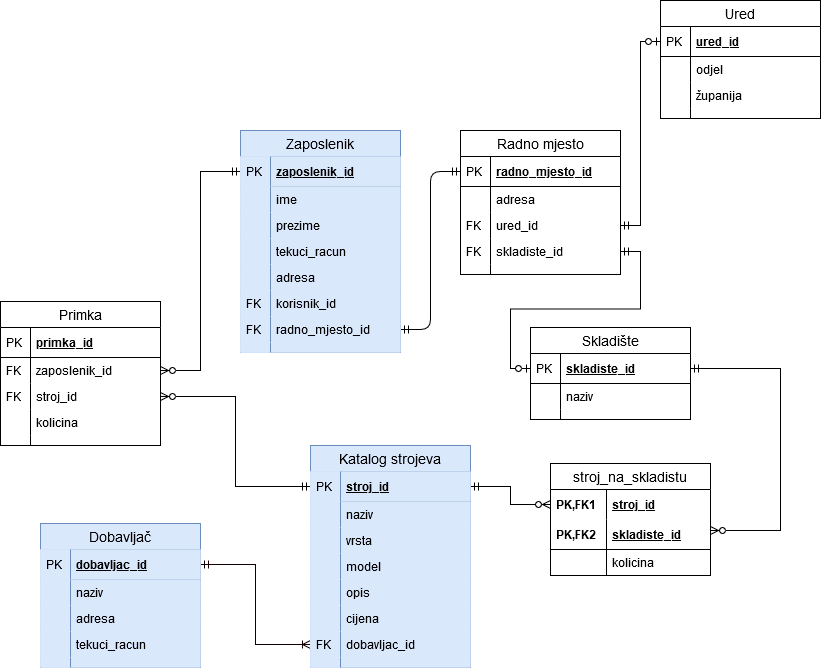 Ured
PK ured_id
odjel
županija
Zaposlenik
PK zaposlenik_id
ime
prezime
tekuci_racun
adresa
FK korisnik_id
FK radno_mjesto_id
Radno mjesto
PK radno_mjesto_id
adresa
FK ured_id
FK skladiste_id
Primka
PK primka_id
FK zaposlenik_id
FK stroj_id
kolicina
Skladište
PK skladiste_id
naziv
Katalog strojeva
PK stroj_id
naziv
vrsta
model
opis
cijena
FK dobavljac_id
stroj_na_skladistu
PK,FK1 stroj_id
PK,FK2 skladiste_id
kolicina
Dobavljač
PK dobavljac_id
naziv
adresa
tekuci_racun